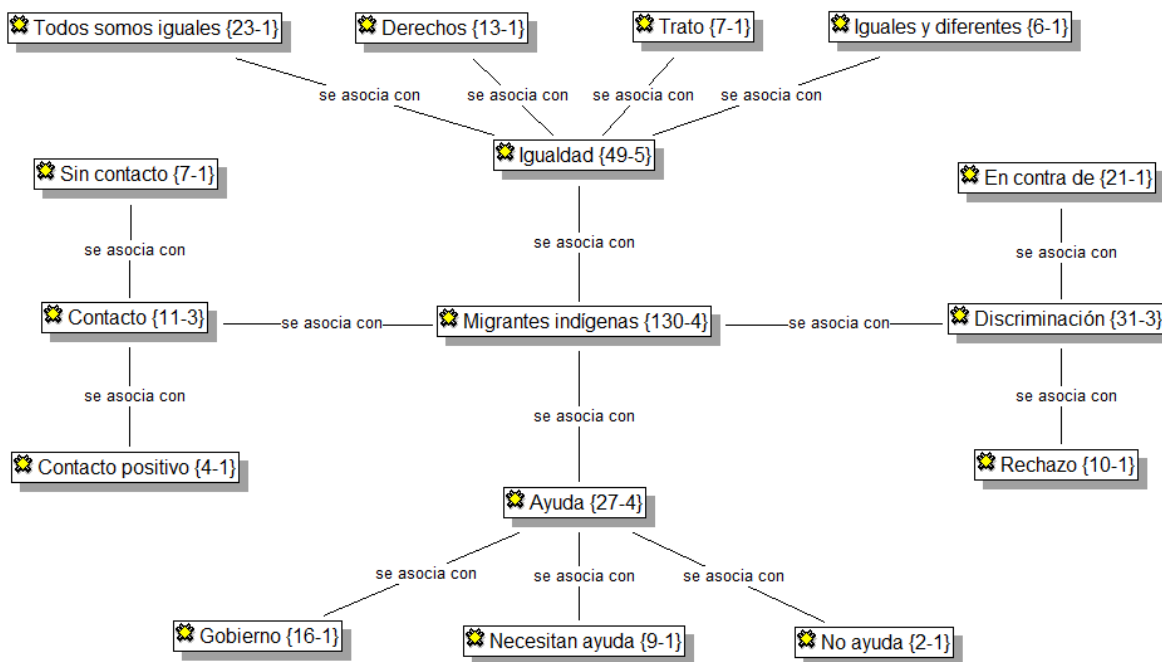 Todos somos iguales {23-1}
Derechos {13-1}
Trato {7-1}
Iguales y diferentes {6-1}
se asocia con
se asocia con
se asocia con
se asocia con
Igualdad {49-5}
Sin contacto {7-1}
En contra de {21-1}
se asocia con
se asocia con
se asocia con
Contacto {11-3}
se asocia con
Migrantes indígenas {130-4}
se asocia con
Discriminación {31-3}
se asocia con
se asocia con
se asocia con
Contacto positivo {4-1}
Rechazo {10-1}
Ayuda {27-4}
se asocia con
se asocia con
se asocia con
Gobierno {16-1}
Necesitan ayuda {9-1}
No ayuda {2-1}